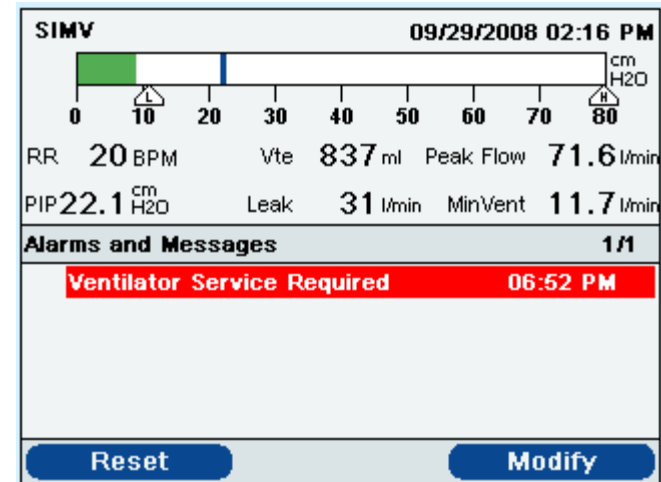 SIMV 09/29/2008 02:16 PM
cm
H2O
L H
0 10 20 30 40 50 60 70 80
RR 20 BPM Vte 837 ml Peak Flow 71.6 l/min
PIP 22.1 cm H2O Leak 31 l/min MinVent 11.7 l/min
Alarms and Messages 1/1
Ventilator Service Required 06:52 PM
Reset Modify